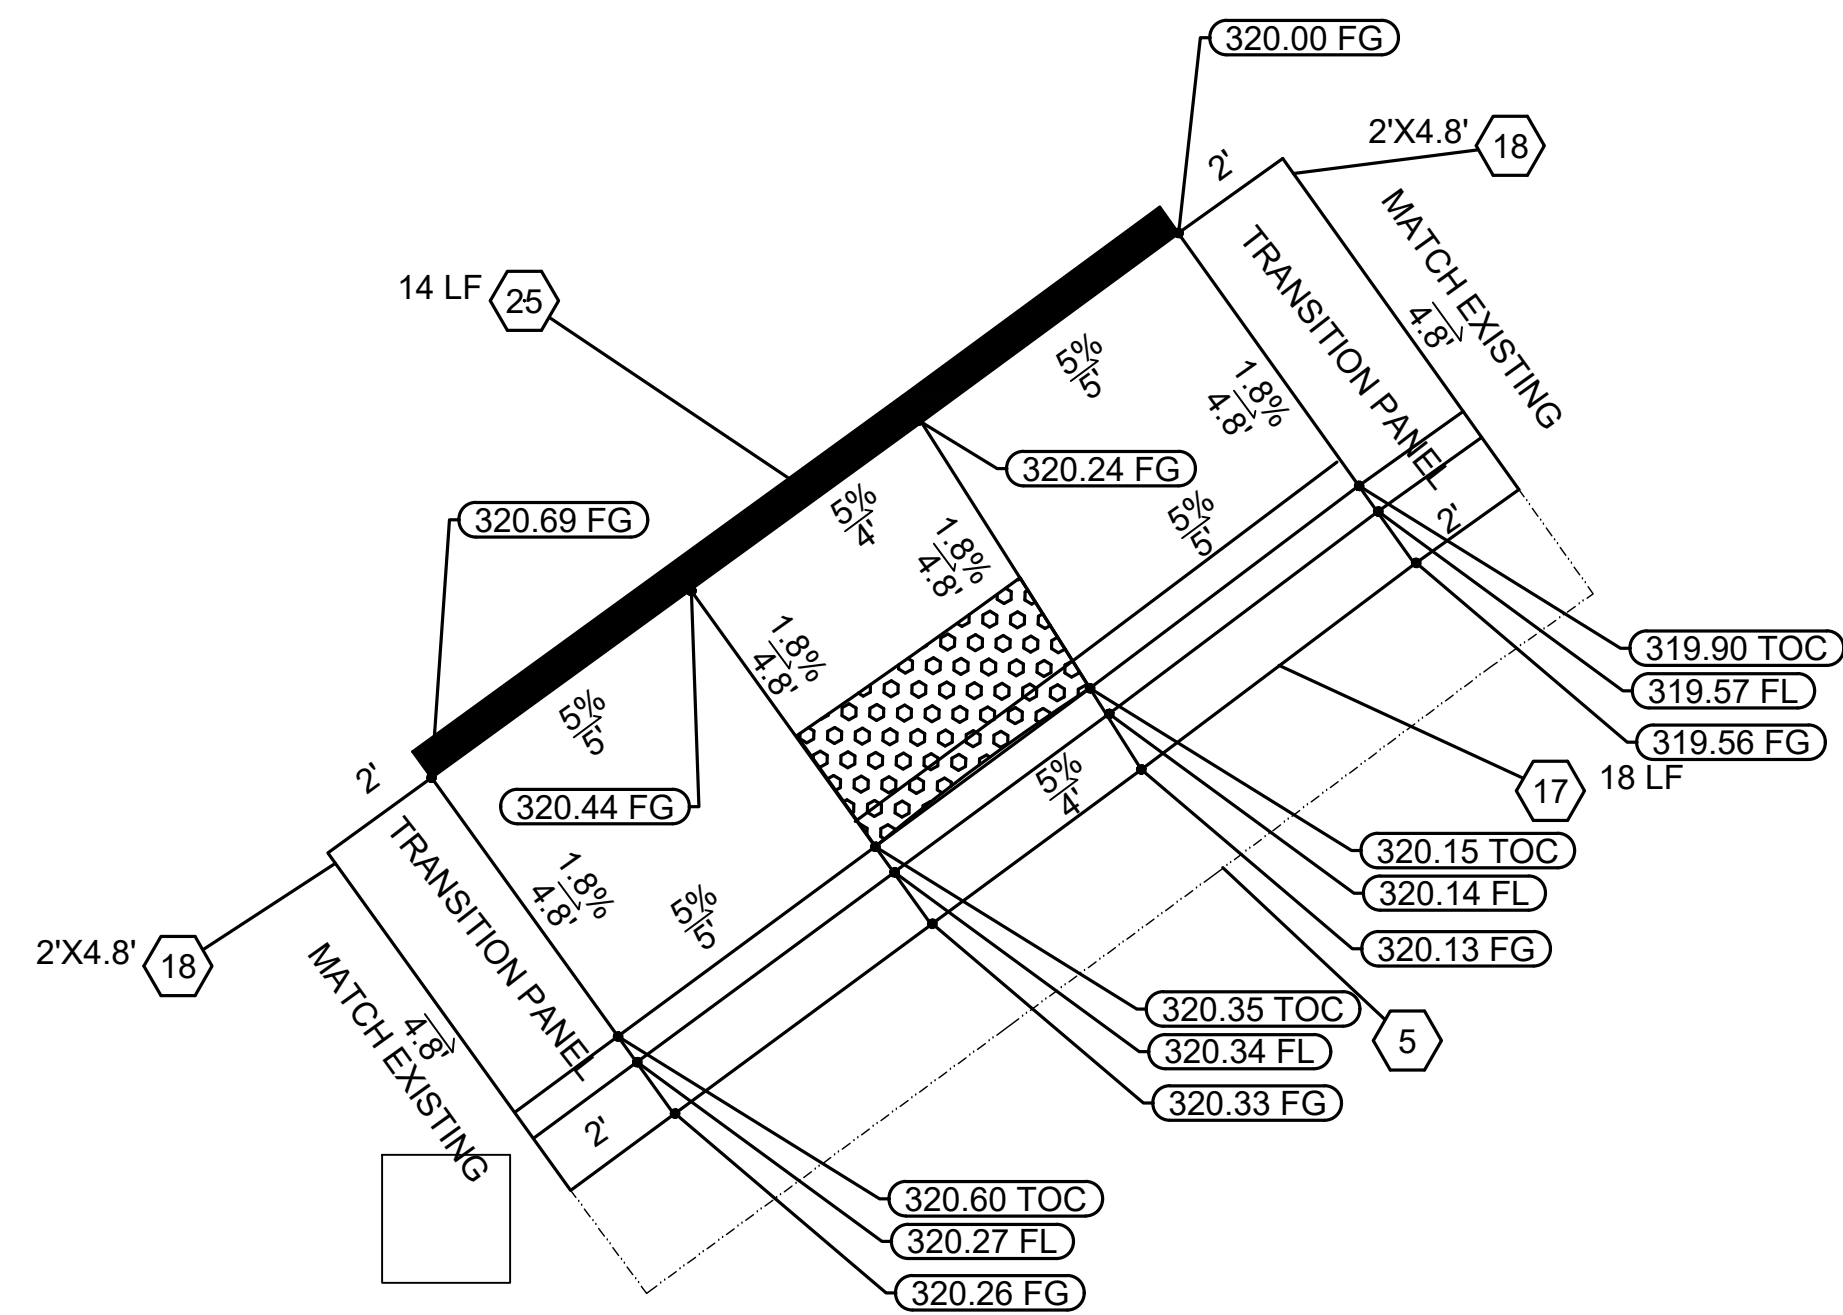 320.00 FG
2'X4.8'
18
2'
MATCH EXISTING
4.8'
TRANSITION PANEL
14 LF
25
5%
5'
1.8%
4.8'
320.24 FG
320.69 FG
5%
4'
1.8%
4.8'
5%
5'
2'
1.8%
4.8'
319.90 TOC
319.57 FL
319.56 FG
17
18 LF
5%
5'
2'
320.44 FG
5%
4'
320.15 TOC
320.14 FL
320.13 FG
TRANSITION PANEL
1.8%
4.8'
5%
5'
2'X4.8'
18
MATCH EXISTING
4.8'
320.35 TOC
320.34 FL
320.33 FG
5
2'
320.60 TOC
320.27 FL
320.26 FG